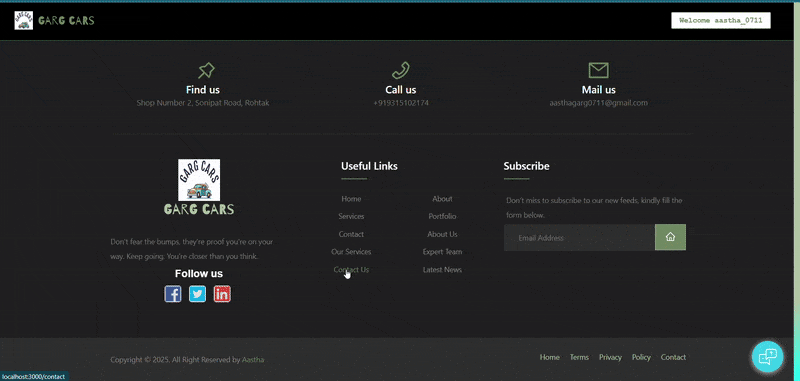 GARG CARS
Welcome aastha_0711
Find us
Shop Number 2, Sonipat Road, Rohtak
Call us
+919315102174
Mail us
aasthagarg0711@gmail.com
GARG CARS
GARG CARS
Don't fear the bumps, they're proof you're on your
way. Keep going. You're closer than you think.
Follow us
Useful Links
Home
About
Services
Portfolio
Contact
About Us
Our Services
Expert Team
Contact Us
Latest News
Subscribe
Don't miss to subscribe to our new feeds, kindly fill the
form below.
Email Address
Copyright © 2025, All Right Reserved by Aastha
Home Terms Privacy Policy Contact
localhost:3000/contact